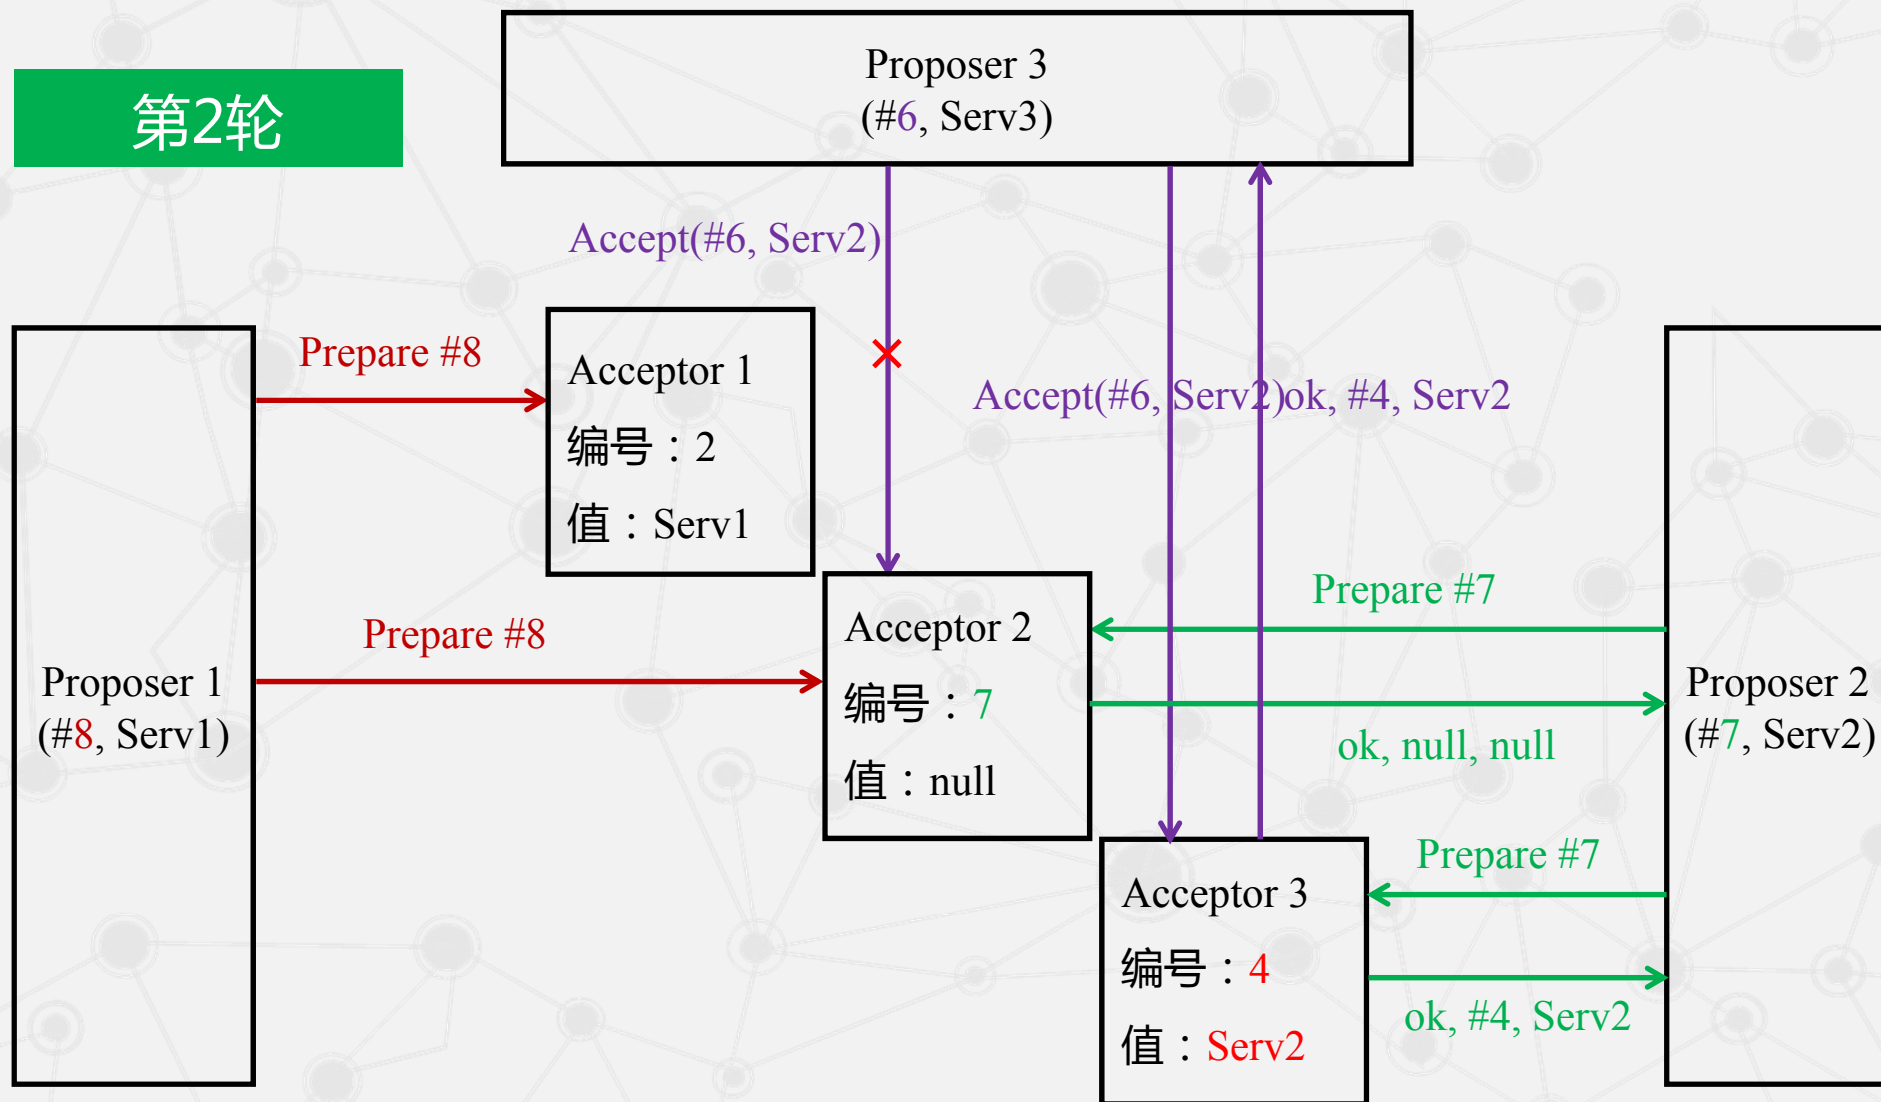 第2轮
Proposer 3
(#6, Serv3)
Accept(#6, Serv2)
Prepare #8
Acceptor 1
编号：2
值：Serv1
Accept(#6, Serv2)
ok, #4, Serv2
Prepare #8
Proposer 1
(#8, Serv1)
Acceptor 2
编号：7
值：null
Prepare #7
ok, null, null
Proposer 2
(#7, Serv2)
Acceptor 3
编号：4
值：Serv2
Prepare #7
ok, #4, Serv2